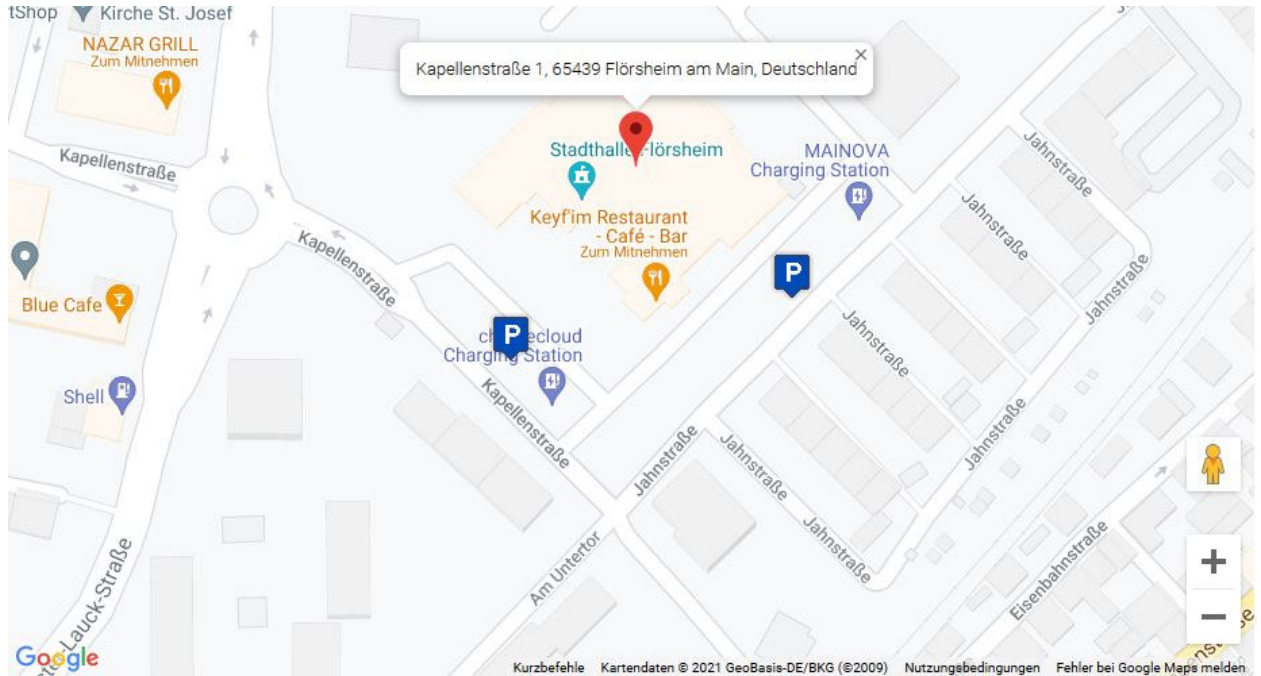 tShop
Kirche St. Josef
NAZAR GRILL
Zum Mitnehmen
Kapellenstraße 1, 65439 Flörsheim am Main, Deutschland
Kapellenstraße
Stadthalle Flörsheim
MAINOVA
Charging Station
Jahnstraße
Jahnstraße
Keyf'im Restaurant
- Café - Bar
Zum Mitnehmen
Kapellenstraße
P
Jahnstraße
Blue Cafe
P
Charging Station
Jahnstraße
Shell
Kapellenstraße
Jahnstraße
Jahnstraße
Jahnstraße
Jahnstraße
Am Untertor
Eisenbahnstraße
-Lauck-Straße
Google
Kurzbefehle
Kartendaten © 2021 GeoBasis-DE/BKG (©2009)
Nutzungsbedingungen
Fehler bei Google Maps melden